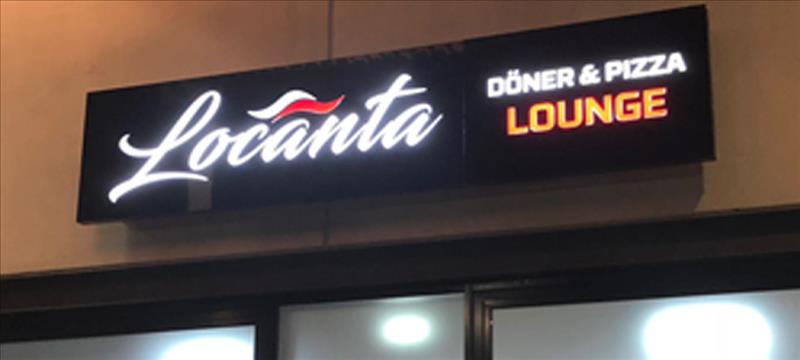 Locanta
DÖNER & PIZZA
LOUNGE